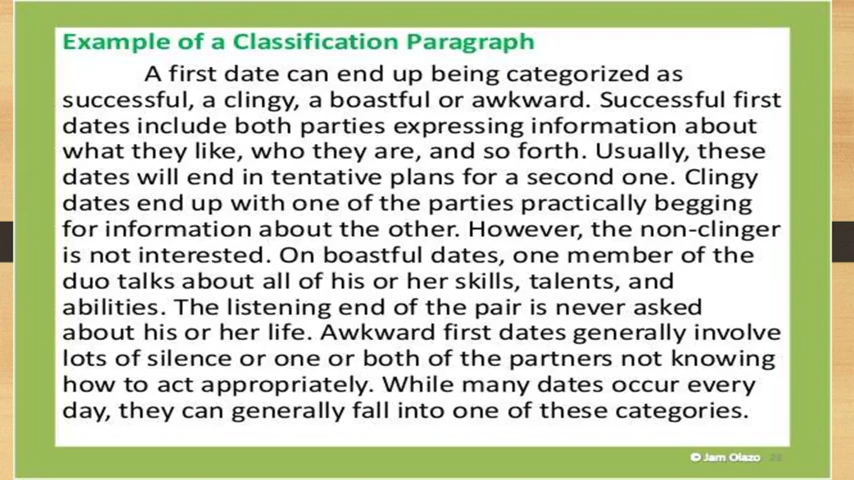 Example of a Classification Paragraph
A first date can end up being categorized as
successful, a clingy, a boastful or awkward. Successful first
dates include both parties expressing information about
what they like, who they are, and so forth. Usually, these
dates will end in tentative plans for a second one. Clingy
dates end up with one of the parties practically begging
for information about the other. However, the non-clinger
is not interested. On boastful dates, one member of the
duo talks about all of his or her skills, talents, and
abilities. The listening end of the pair is never asked
about his or her life. Awkward first dates generally involve
lots of silence or one or both of the partners not knowing
how to act appropriately. While many dates occur every
day, they can generally fall into one of these categories.
© Jam Olazo